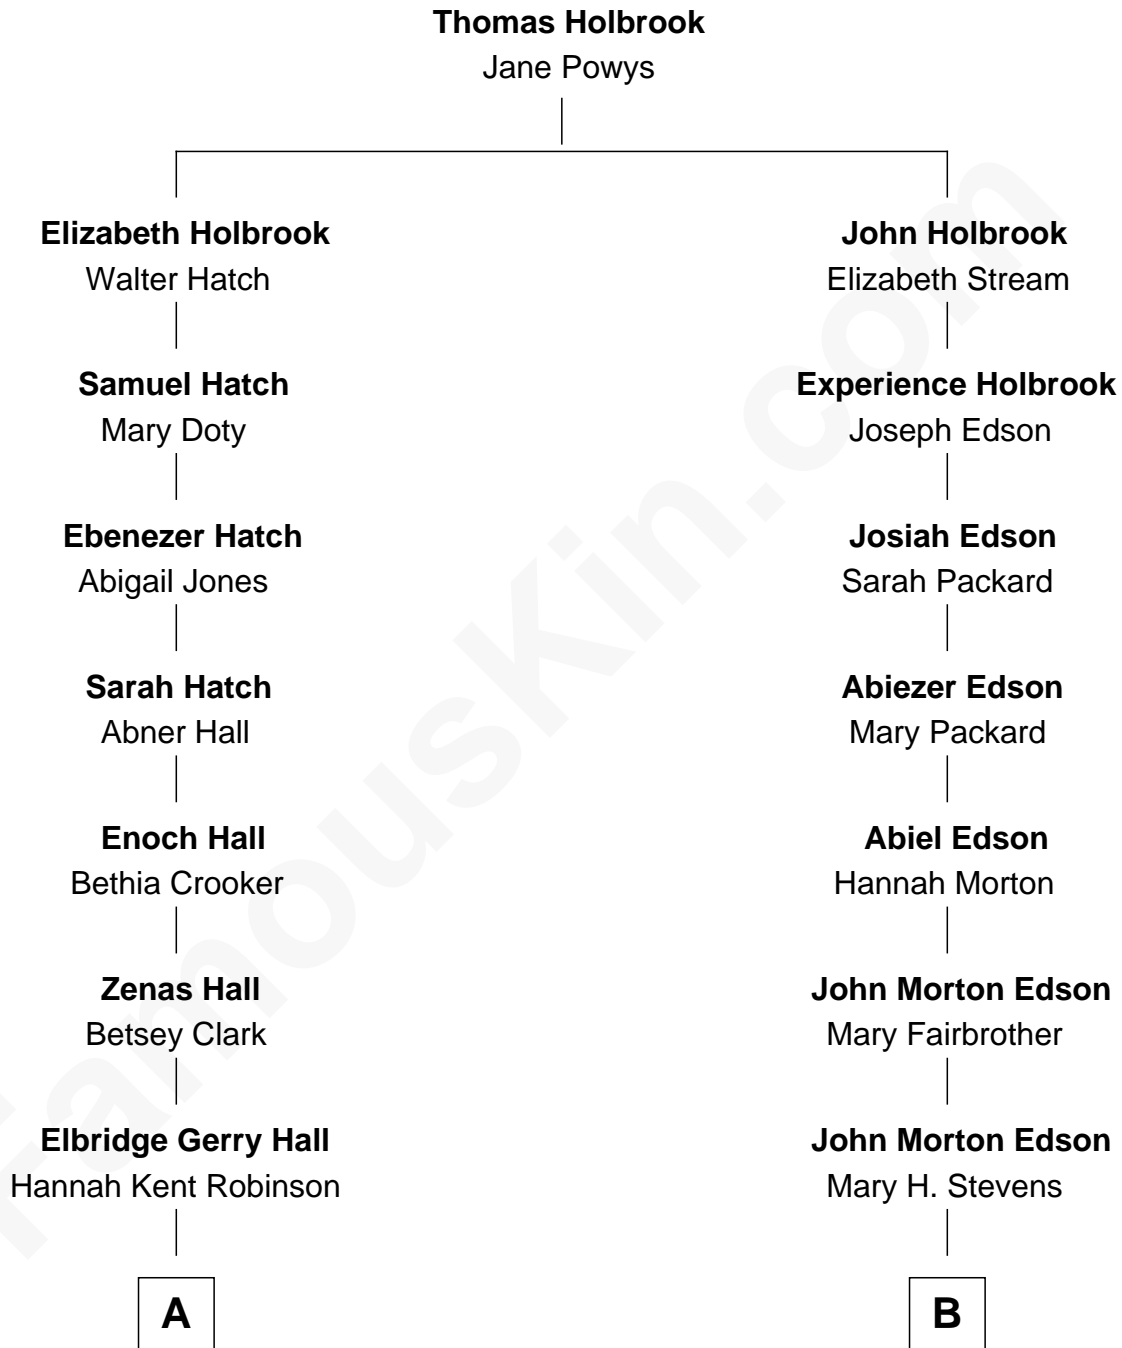 Thomas Holbrook
Jane Powys
Elizabeth Holbrook
Walter Hatch
Samuel Hatch
Mary Doty
Ebenezer Hatch
Abigail Jones
Sarah Hatch
Abner Hall
Enoch Hall
Bethia Crooker
Zenas Hall
Betsey Clark
Elbridge Gerry Hall
Hannah Kent Robinson
A
John Holbrook
Elizabeth Stream
Experience Holbrook
Joseph Edson
Josiah Edson
Sarah Packard
Abiezer Edson
Mary Packard
Abiel Edson
Hannah Morton
John Morton Edson
Mary Fairbrother
John Morton Edson
Mary H. Stevens
B
FamousKin.com